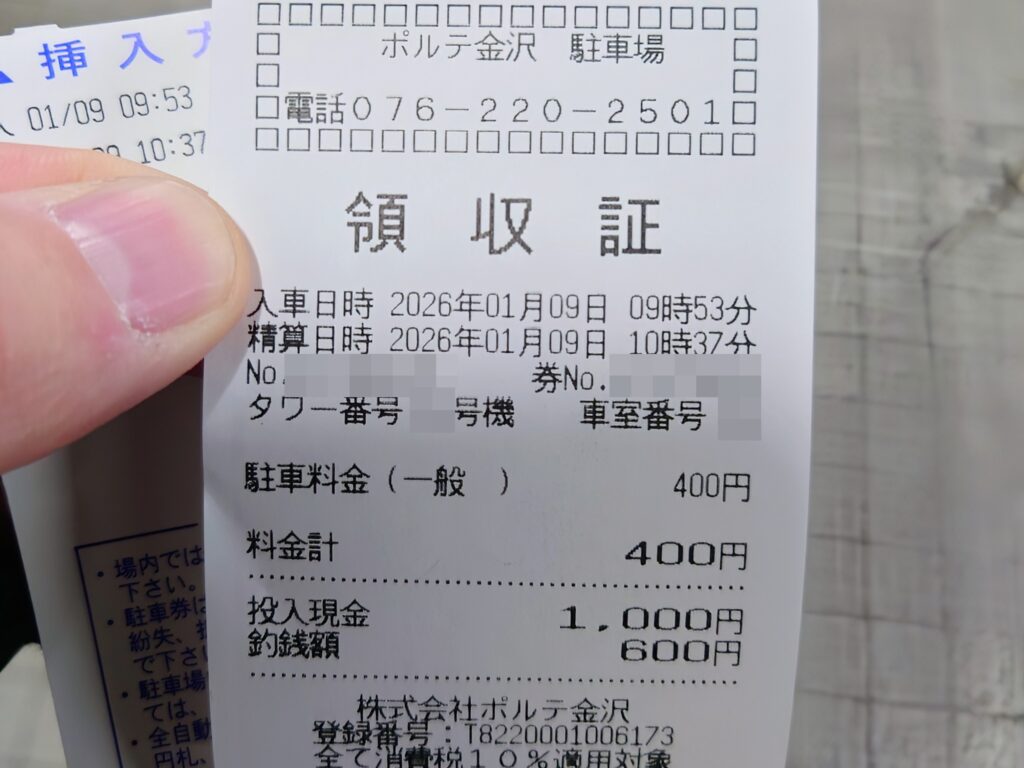 挿入
01/09 09:53
10:37
ポルテ金沢 駐車場
電話076-220-2501
領収証
入車日時 2026年01月09日 09時53分
精算日時 2026年01月09日 10時37分
No. 券No.
タワー番号 号機 車室番号
駐車料金(一般 ) 400円
料金計 400円
投入現金 1,000円
釣銭額 600円
株式会社ポルテ金沢
登録番号:T8220001006173
全て消費税10%適用対象
・場内では
下さい。
・駐車券は
紛失、
で下さい
・駐車場
ては、
・全自動
円札、